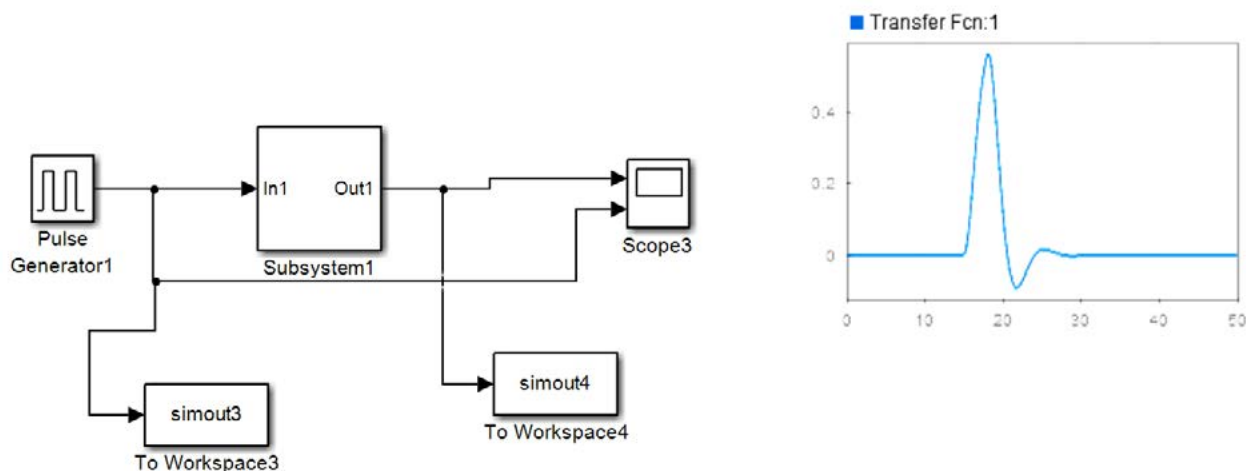 Transfer Fcn:1
0.4
0.2
0
0 10 20 30 40 50
In1 Out1
Pulse
Generator1
Subsystem1
Scope3
simout3
To Workspace3
simout4
To Workspace4